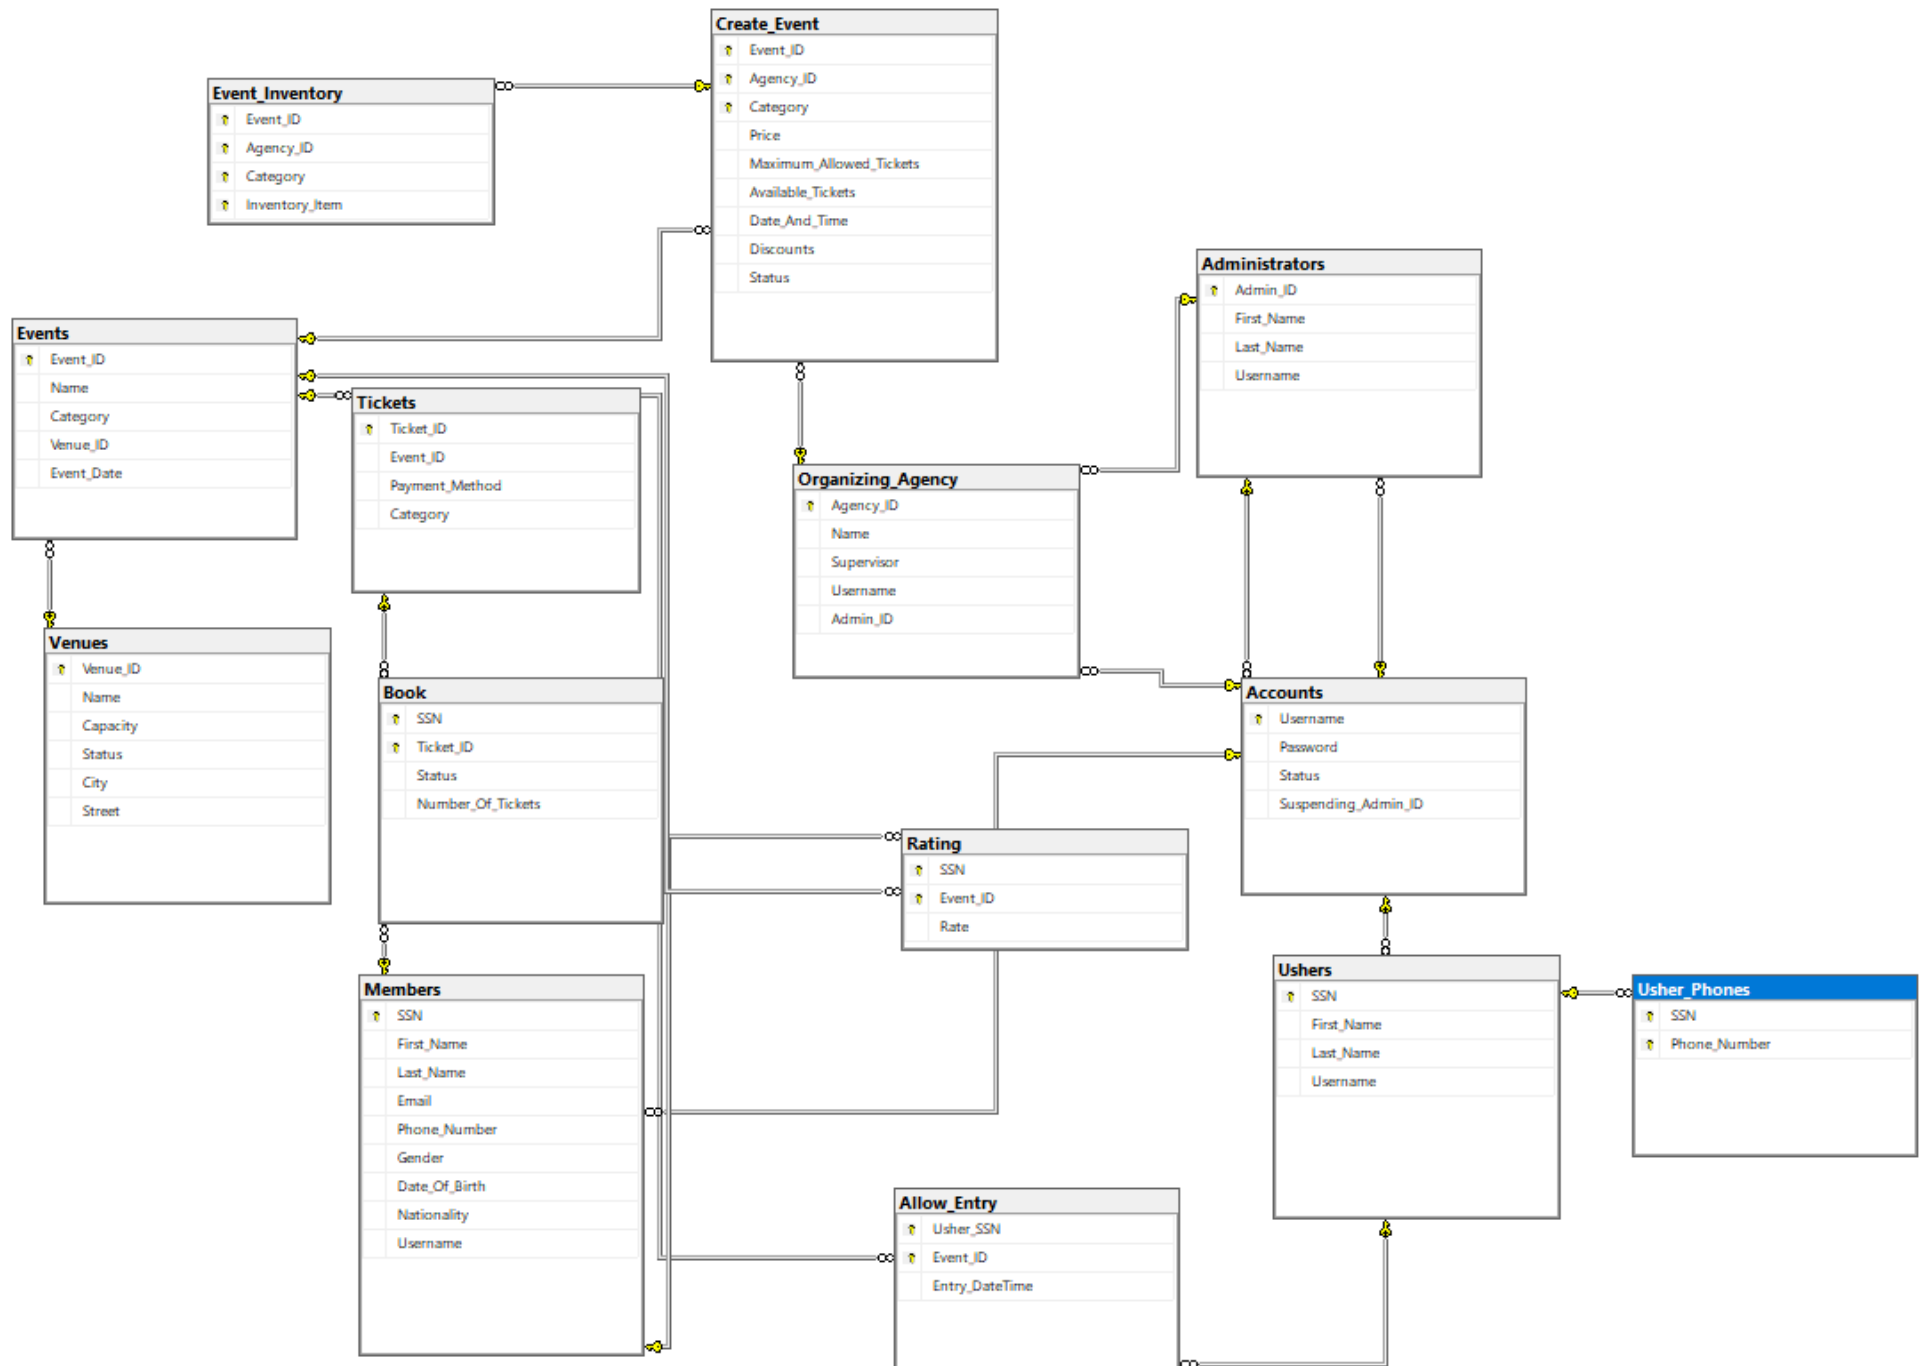 Create_Event
Event_ID
Agency_ID
Category
Price
Maximum_Allowed_Tickets
Available_Tickets
Date_And_Time
Discounts
Status
Event_Inventory
Event_ID
Agency_ID
Category
Inventory_Item
Administrators
Admin_ID
First_Name
Last_Name
Username
Events
Event_ID
Name
Category
Venue_ID
Event_Date
Tickets
Ticket_ID
Event_ID
Payment_Method
Category
Organizing_Agency
Agency_ID
Name
Supervisor
Username
Admin_ID
Venues
Venue_ID
Name
Capacity
Status
City
Street
Book
SSN
Ticket_ID
Status
Number_Of_Tickets
Accounts
Username
Password
Status
Suspending_Admin_ID
Rating
SSN
Event_ID
Rate
Members
SSN
First_Name
Last_Name
Email
Phone_Number
Gender
Date_Of_Birth
Nationality
Username
Ushers
SSN
First_Name
Last_Name
Username
Usher_Phones
SSN
Phone_Number
Allow_Entry
Usher_SSN
Event_ID
Entry_DateTime